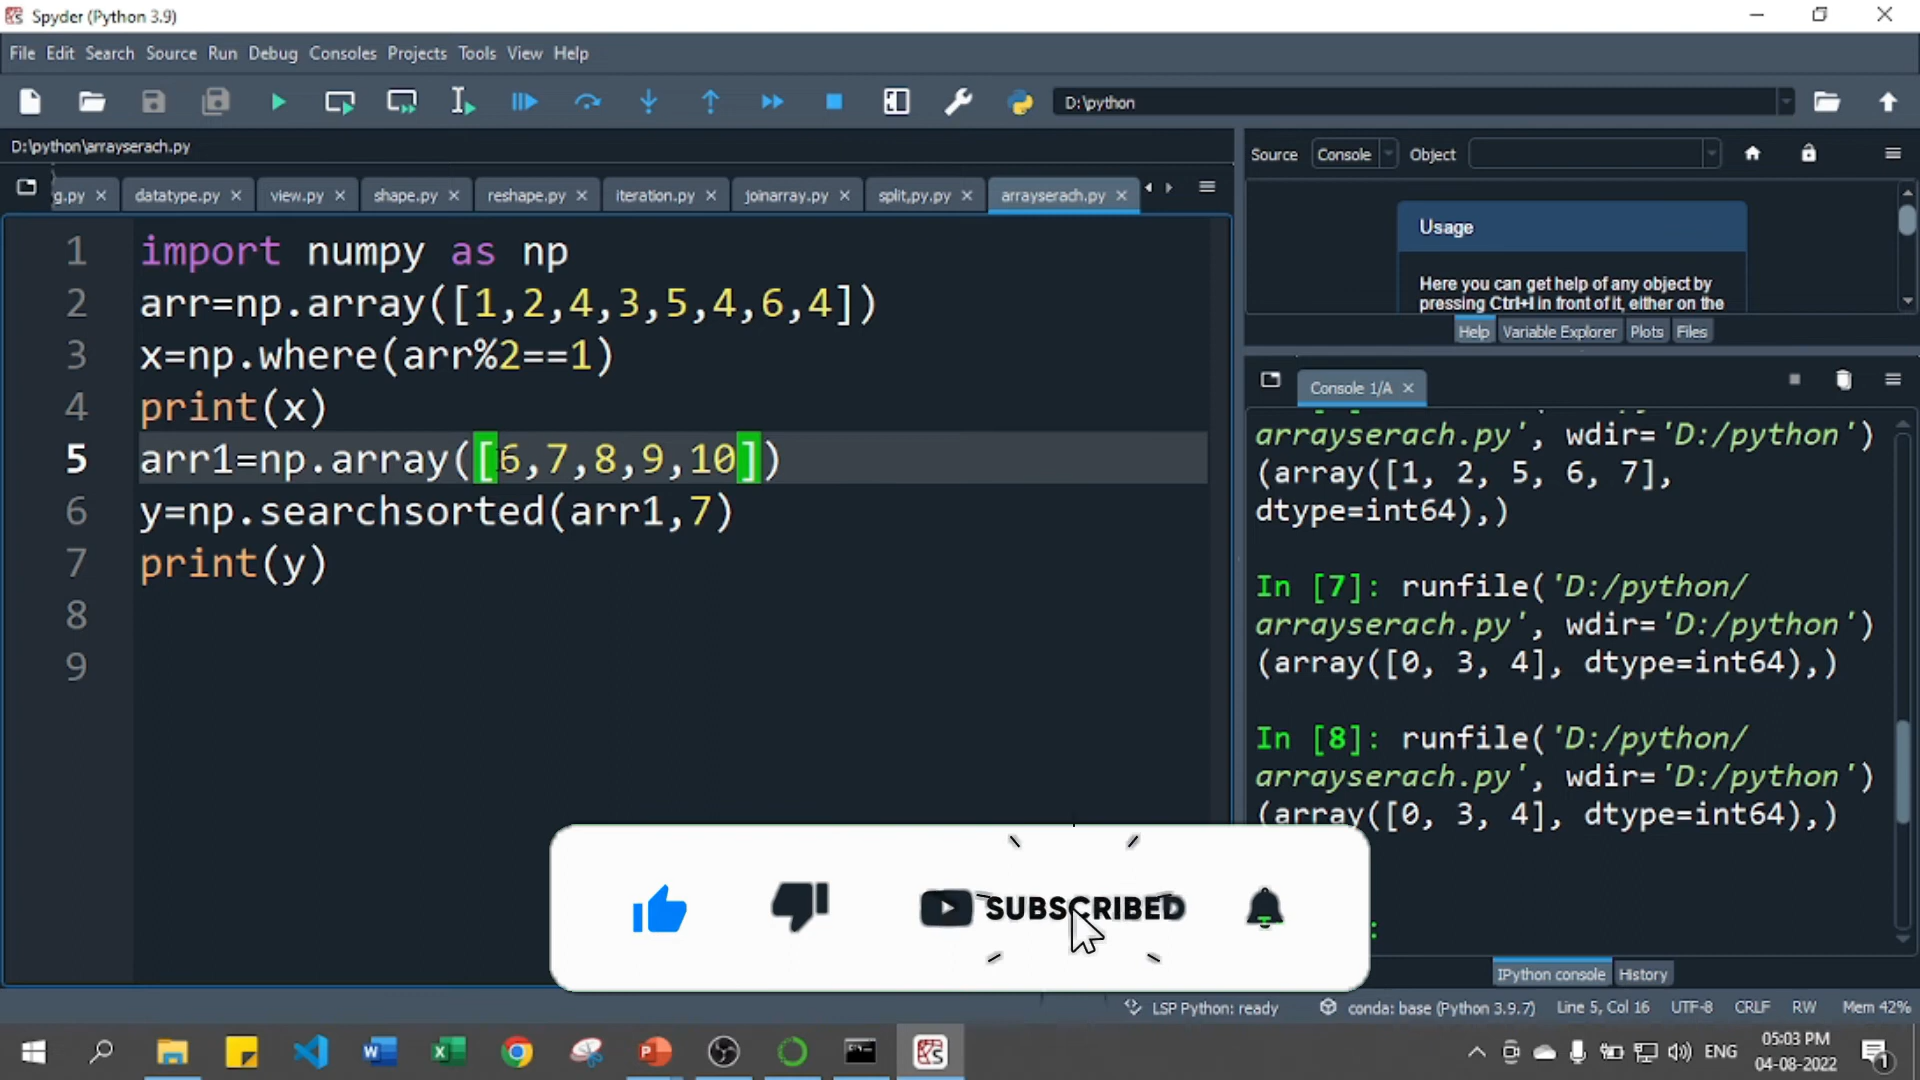 Spyder (Python 3.9)
File Edit Search Source Run Debug Consoles Projects Tools View Help
D:\python
D:\python\arrayserach.py
g.py datatype.py view.py shape.py reshape.py iteration.py joinarray.py split,py.py arrayserach.py
1 import numpy as np
2 arr=np.array([1,2,4,3,5,4,6,4])
3 x=np.where(arr%2==1)
4 print(x)
5 arr1=np.array([6,7,8,9,10])
6 y=np.searchsorted(arr1,7)
7 print(y)
8
9
Source Console Object
Usage
Here you can get help of any object by
pressing Ctrl+I in front of it, either on the
Help Variable Explorer Plots Files
Console 1/A
arrayserach.py', wdir='D:/python')
(array([1, 2, 5, 6, 7],
dtype=int64),)
In [7]: runfile('D:/python/
arrayserach.py', wdir='D:/python')
(array([0, 3, 4], dtype=int64),)
In [8]: runfile('D:/python/
arrayserach.py', wdir='D:/python')
(array([0, 3, 4], dtype=int64),)
:
SUBSCRIBED
IPython console History
LSP Python: ready conda: base (Python 3.9.7) Line 5, Col 16 UTF-8 CRLF RW Mem 42%
ENG
05:03 PM
04-08-2022
1